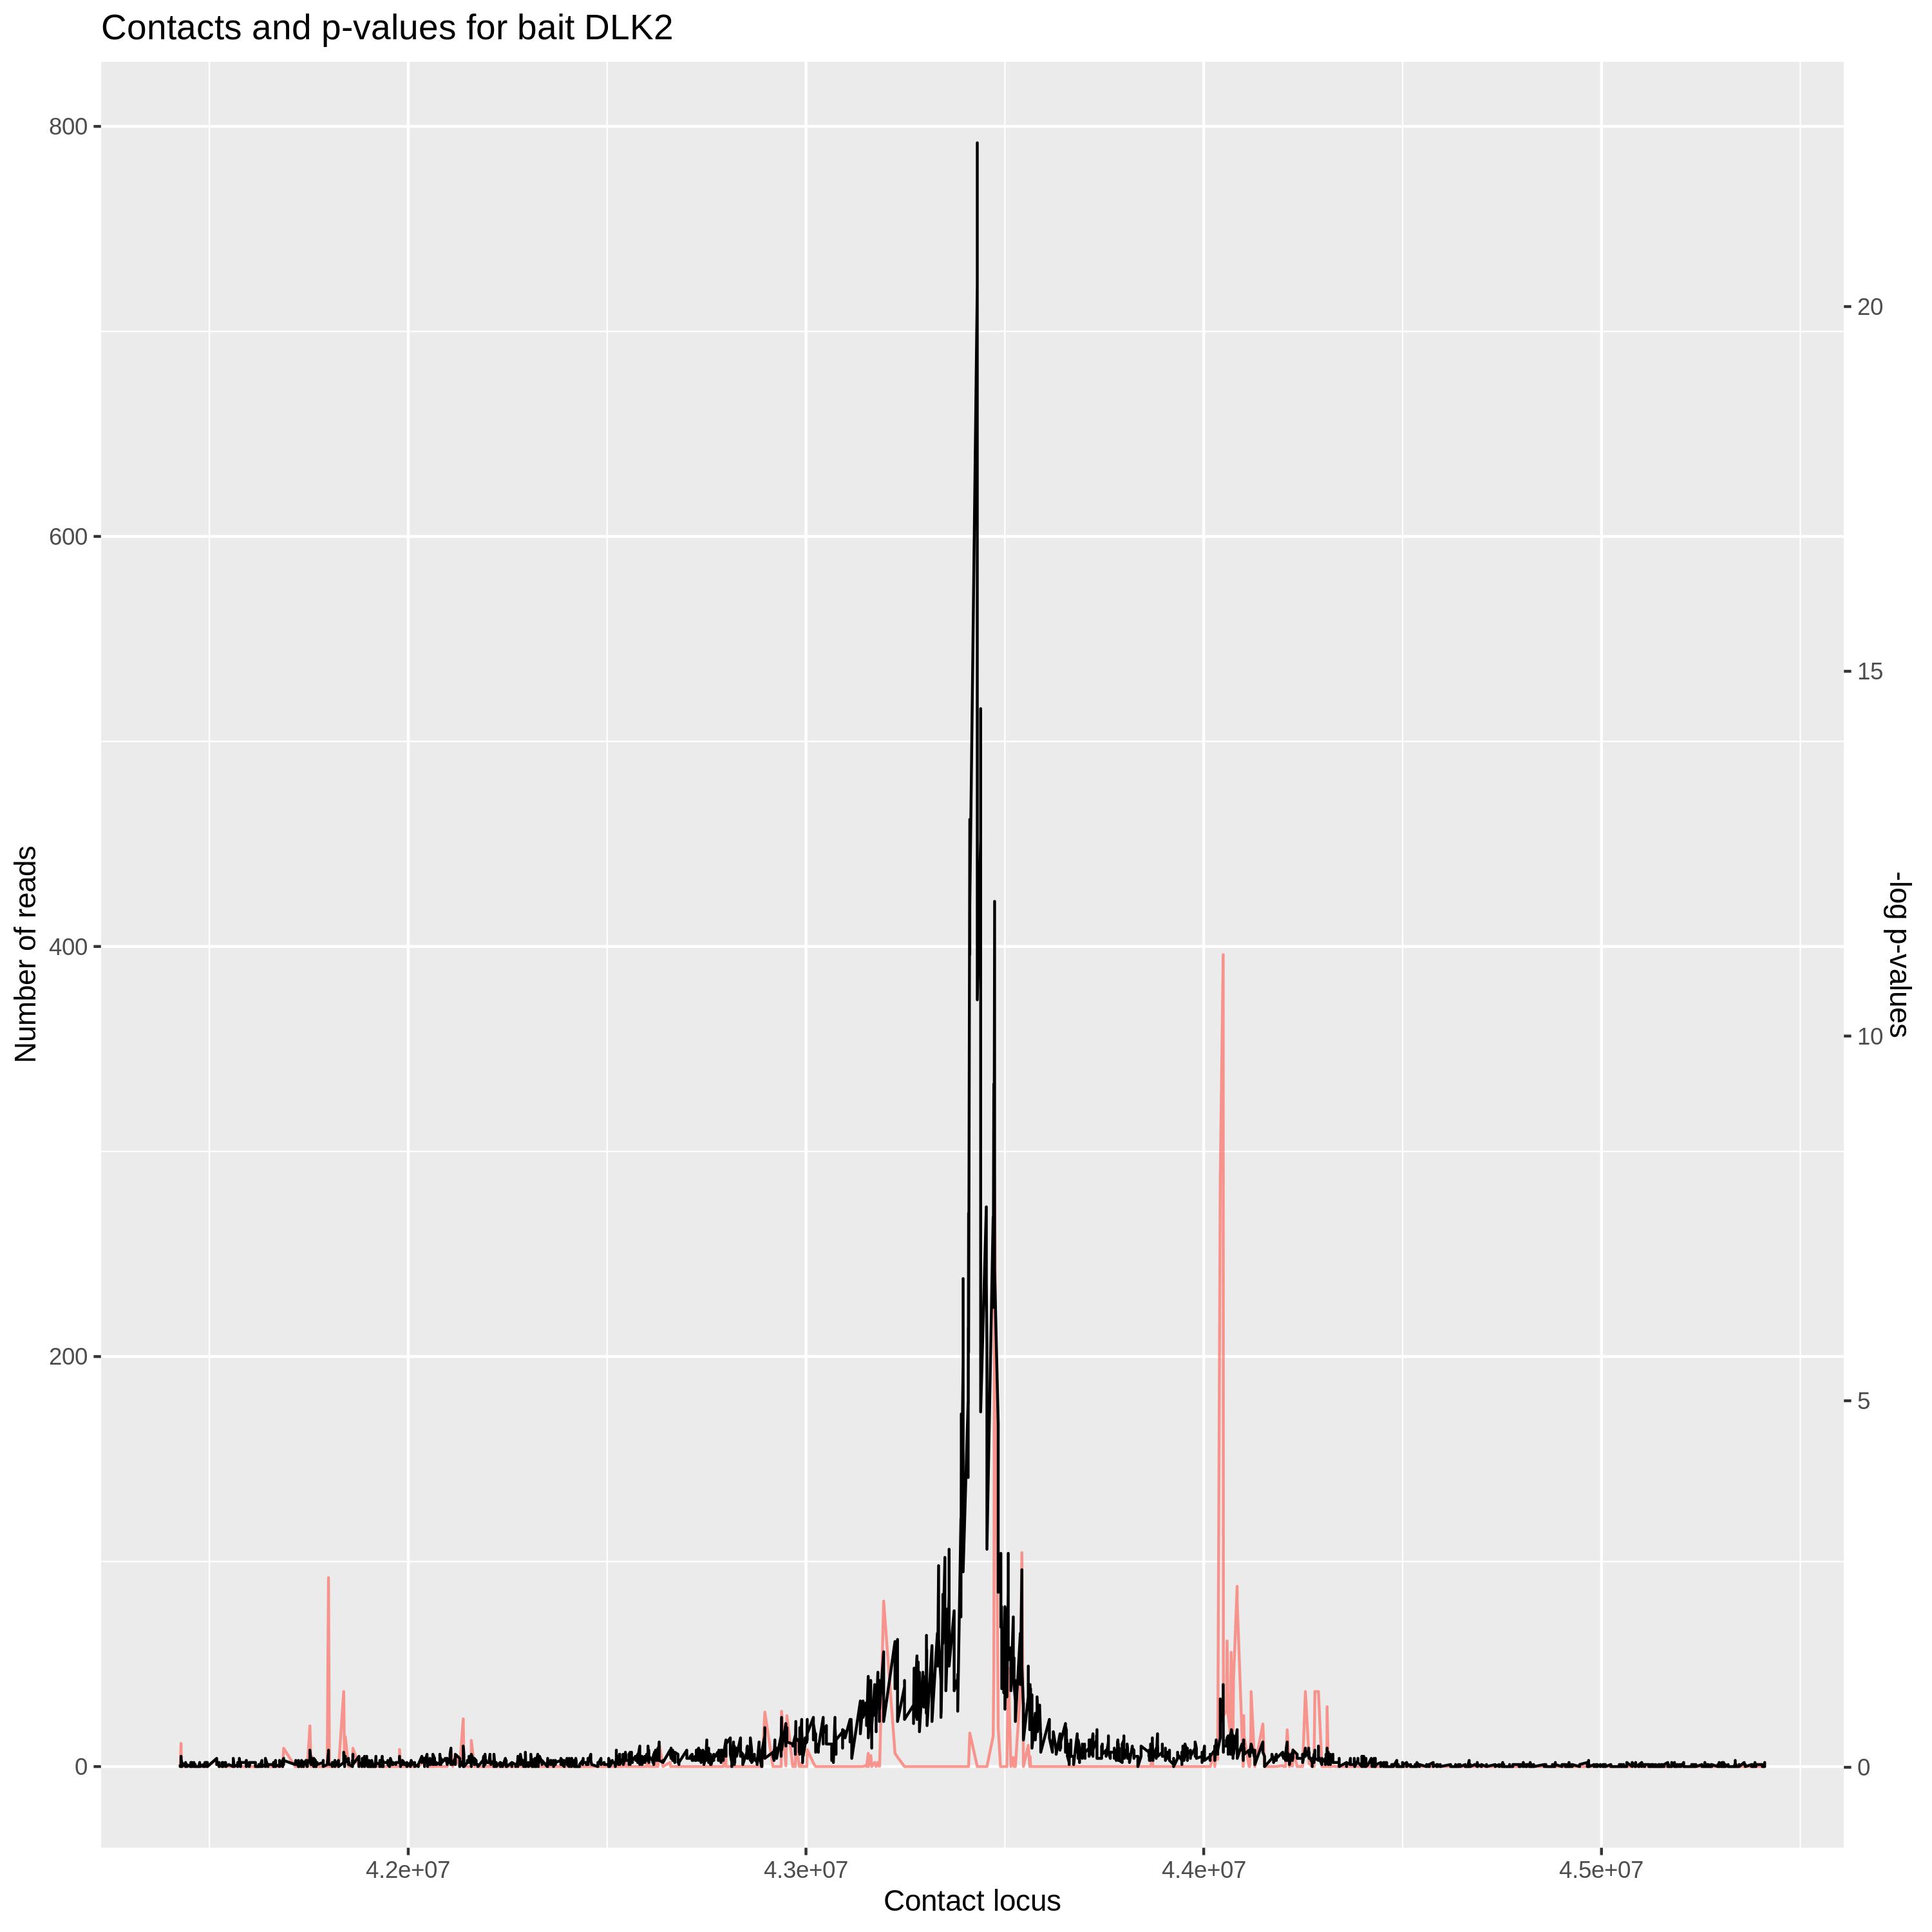 Contacts and p-values for bait DLK2
800
600
400
200
0
Number of reads
20
15
10
5
0
-log p-values
4.2e+07
4.3e+07
4.4e+07
4.5e+07
Contact locus